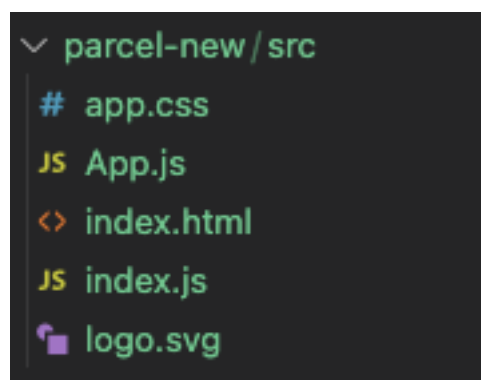 parcel-new/src
# app.css
JS App.js
<> index.html
JS index.js
logo.svg